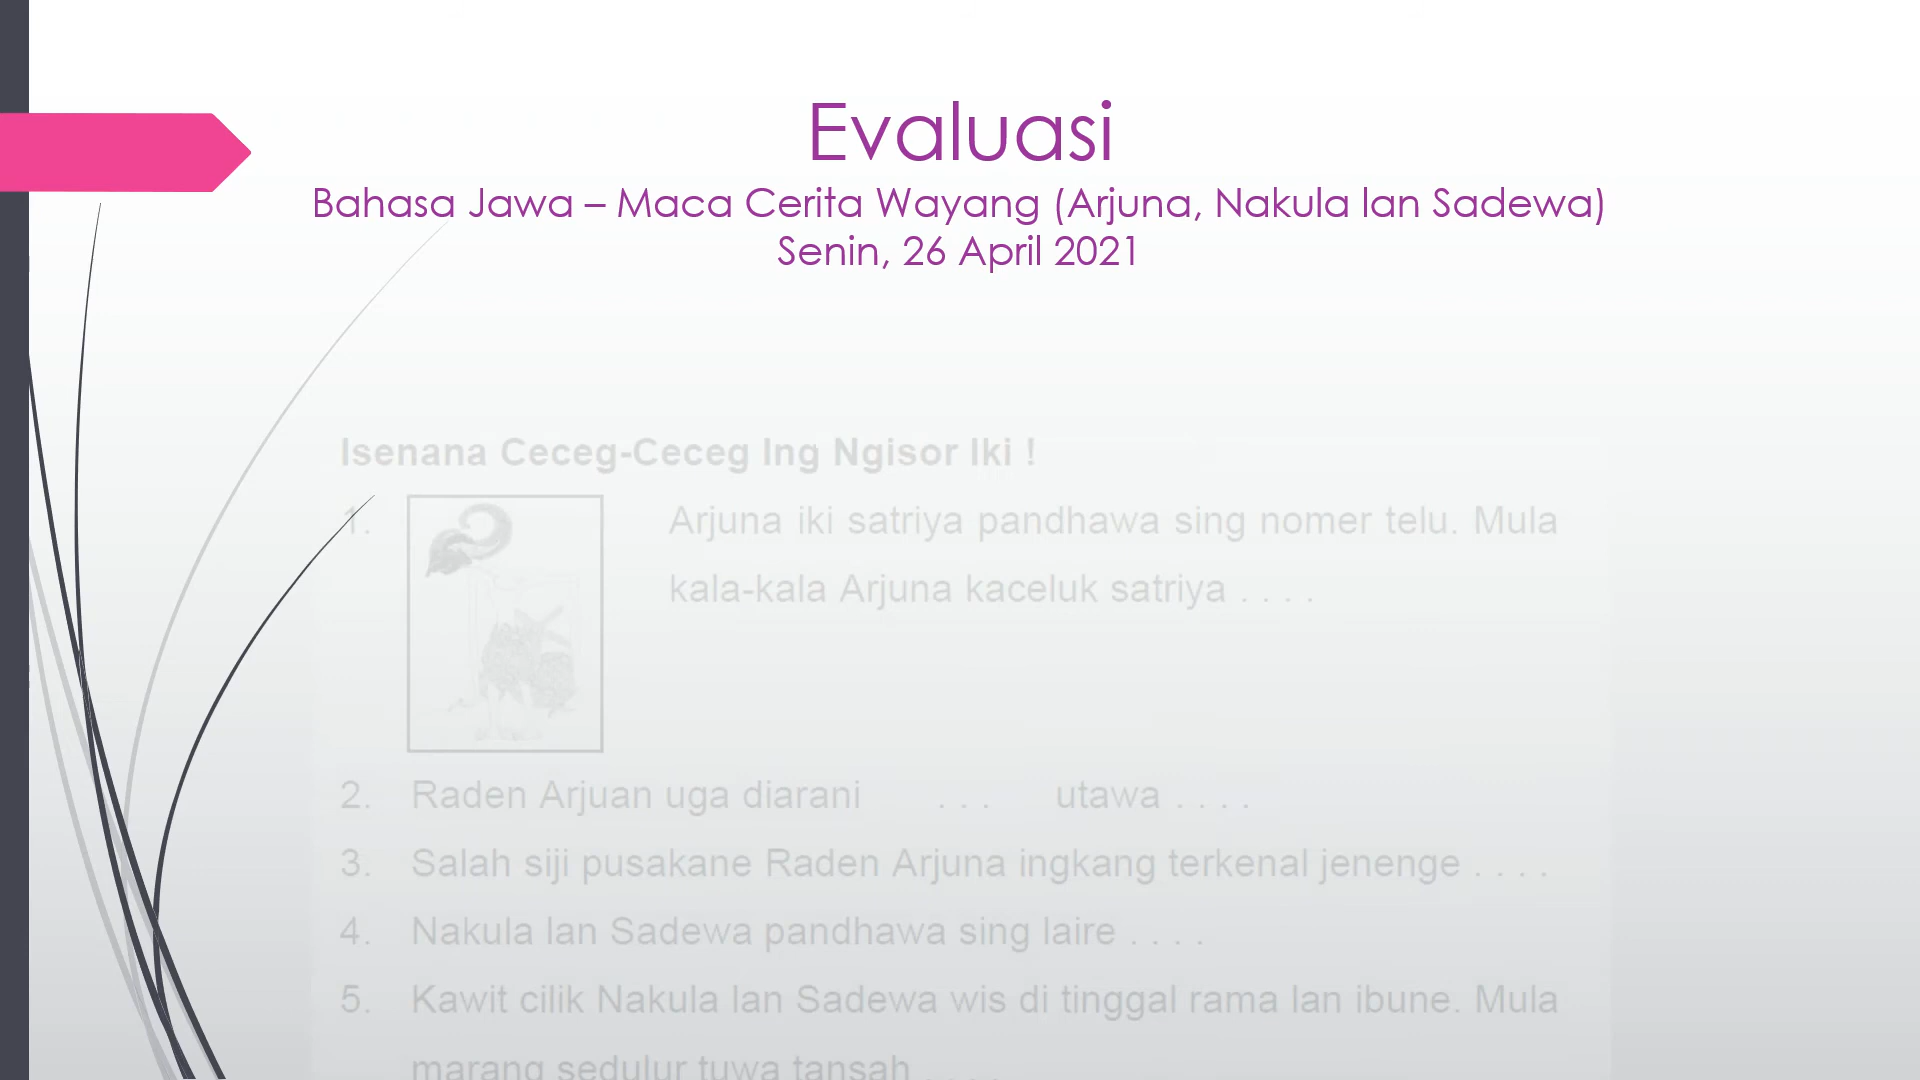 Evaluasi
Bahasa Jawa – Maca Cerita Wayang (Arjuna, Nakula lan Sadewa)
Senin, 26 April 2021
Isenana Ceceg-Ceceg Ing Ngisor Iki !
1. Arjuna iki satriya pandhawa sing nomer telu. Mula
kala-kala Arjuna kaceluk satriya . . . .
2. Raden Arjuan uga diarani . . . utawa . . . .
3. Salah siji pusakane Raden Arjuna ingkang terkenal jenenge . . . .
4. Nakula lan Sadewa pandhawa sing laire . . . .
5. Kawit cilik Nakula lan Sadewa wis di tinggal rama lan ibune. Mula
marang sedulur tuwa tansah . . . .